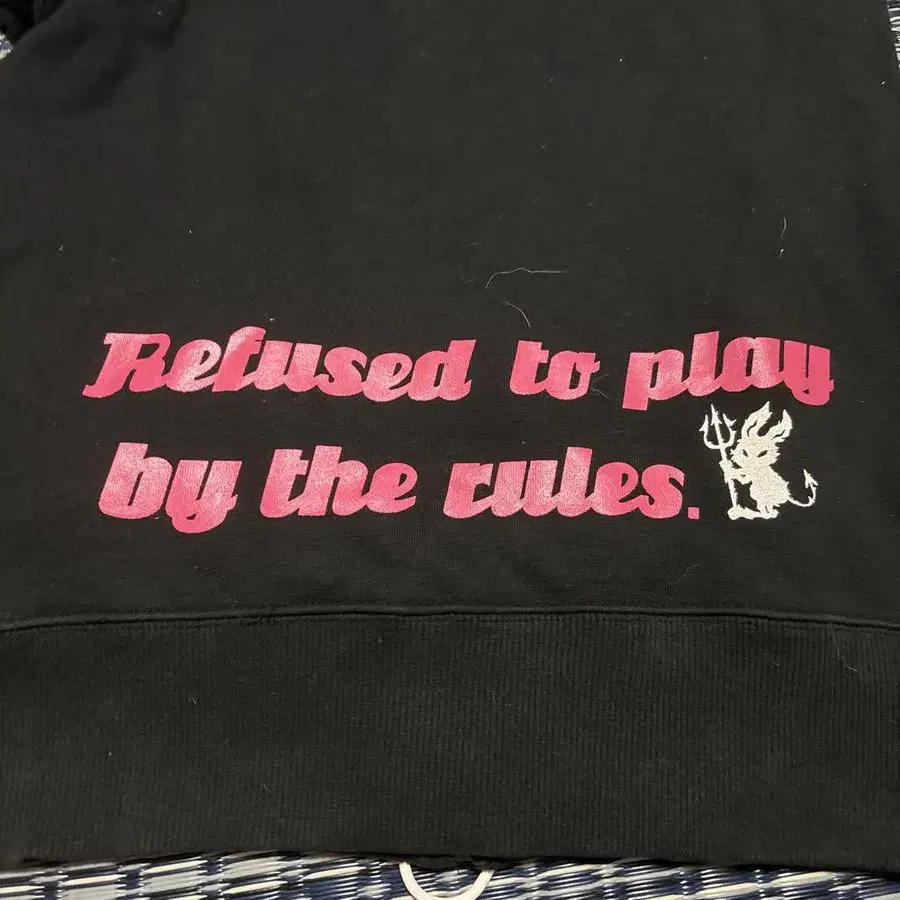 Refused to play
by the rules.